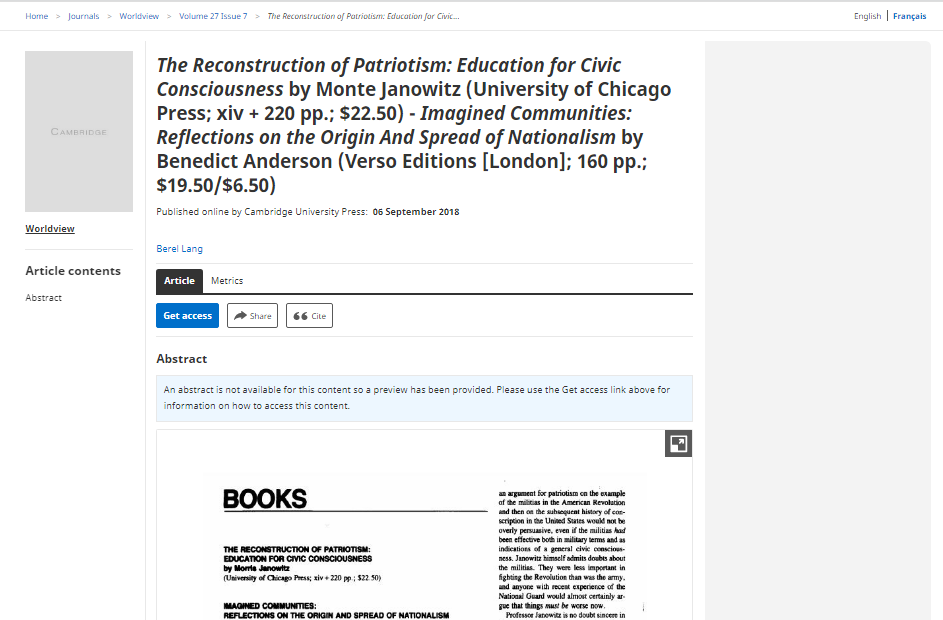 Home > Journals > Worldview > Volume 27 Issue 7 > The Reconstruction of Patriotism: Education for Civic...
English | Français
CAMBRIDGE
Worldview
Article contents
Abstract
The Reconstruction of Patriotism: Education for Civic
Consciousness by Monte Janowitz (University of Chicago
Press; xiv + 220 pp.; $22.50) - Imagined Communities:
Reflections on the Origin And Spread of Nationalism by
Benedict Anderson (Verso Editions [London]; 160 pp.;
$19.50/$6.50)
Published online by Cambridge University Press: 06 September 2018
Berel Lang
Article Metrics
Get access Share Cite
Abstract
An abstract is not available for this content so a preview has been provided. Please use the Get access link above for
information on how to access this content.
BOOKS
THE RECONSTRUCTION OF PATRIOTISM:
EDUCATION FOR CIVIC CONSCIOUSNESS
by Morris Janowitz
(University of Chicago Press; xiv + 220 pp.; $22.50)
IMAGINED COMMUNITIES:
REFLECTIONS ON THE ORIGIN AND SPREAD OF NATIONALISM
an argument for patriotism on the example
of the militias in the American Revolution
and then on the subsequent history of con-
scription in the United States would not be
overly persuasive, even if the militias had
been effective both in military terms and as
indications of a general civic conscious-
ness. Janowitz himself admits doubts about
the militias. They were less important in
fighting the Revolution than was the army,
and anyone with recent experience of the
National Guard would almost certainly ar-
gue that things must be worse now.
Professor Janowitz is no doubt sincere in